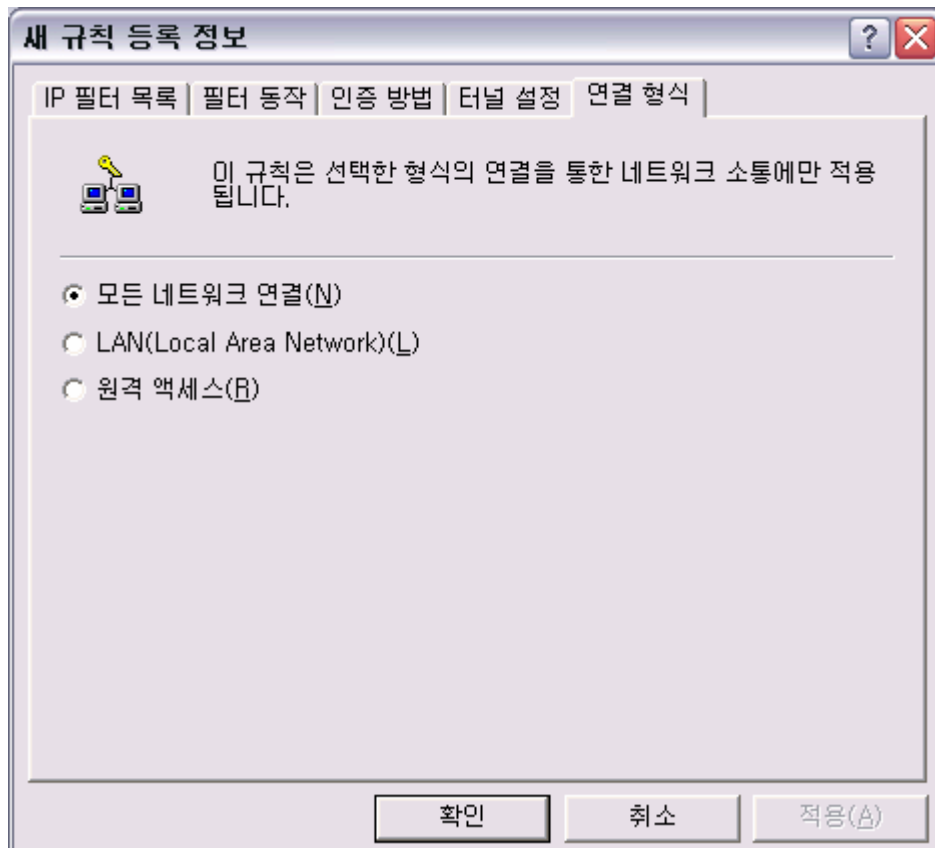 새 규칙 등록 정보
IP 필터 목록 필터 동작 인증 방법 터널 설정 연결 형식
이 규칙은 선택한 형식의 연결을 통한 네트워크 소통에만 적용
됩니다.
모든 네트워크 연결(N)
LAN(Local Area Network)(L)
원격 액세스(R)
확인 취소 적용(A)